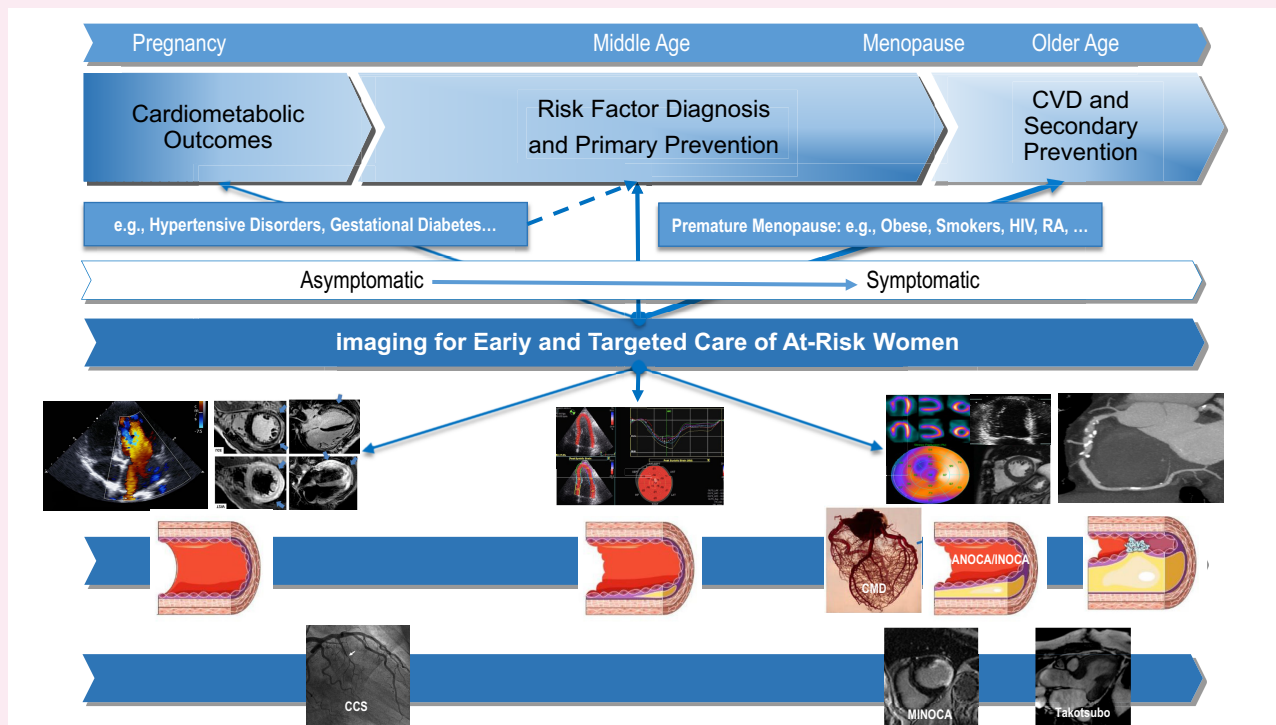 Pregnancy
Middle Age
Menopause
Older Age
Cardiometabolic
Outcomes
Risk Factor Diagnosis
and Primary Prevention
CVD and
Secondary
Prevention
e.g., Hypertensive Disorders, Gestational Diabetes…
Premature Menopause: e.g., Obese, Smokers, HIV, RA, …
Asymptomatic
Symptomatic
imaging for Eariy and Targeted Care of At-Risk Women
CMD
ANOCA/INOCA
CCS
MINOCA
Takotsubo